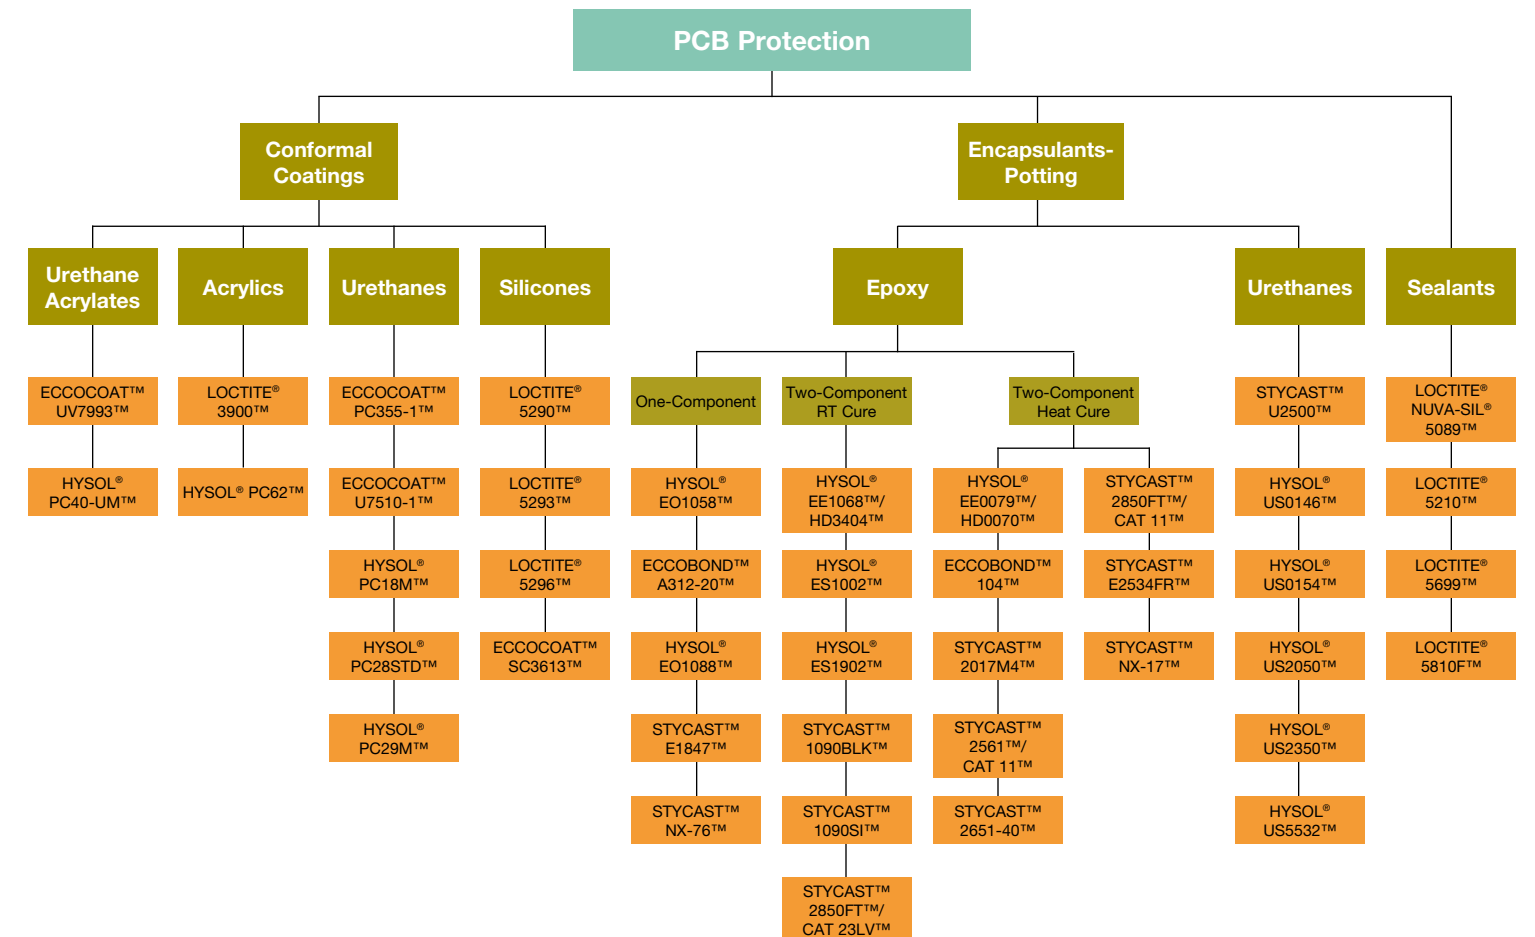 PCB Protection
Conformal
Coatings
Encapsulants-
Potting
Urethane
Acrylates
Acrylics
Urethanes
Silicones
Epoxy
Urethanes
Sealants
ECCOCOAT™
UV7993™
LOCTITE®
3900™
ECCOCOAT™
PC355-1™
LOCTITE®
5290™
One-Component
Two-Component
RT Cure
Two-Component
Heat Cure
STYCAST™
U2500™
LOCTITE®
NUVA-SIL®
5089™
HYSOL®
PC40-UM™
HYSOL® PC62™
ECCOCOAT™
U7510-1™
LOCTITE®
5293™
HYSOL®
EO1058™
HYSOL®
EE1068™/
HD3404™
HYSOL®
EE0079™/
HD0070™
STYCAST™
2850FT™/
CAT 11™
HYSOL®
US0146™
LOCTITE®
5210™
HYSOL®
PC18M™
LOCTITE®
5296™
ECCOBOND™
A312-20™
HYSOL®
ES1002™
ECCOBOND™
104™
STYCAST™
E2534FR™
HYSOL®
US0154™
LOCTITE®
5699™
HYSOL®
PC28STD™
ECCOCOAT™
SC3613™
HYSOL®
EO1088™
HYSOL®
ES1902™
STYCAST™
2017M4™
STYCAST™
NX-17™
HYSOL®
US2050™
LOCTITE®
5810F™
HYSOL®
PC29M™
STYCAST™
E1847™
STYCAST™
1090BLK™
STYCAST™
2561™/
CAT 11™
HYSOL®
US2350™
STYCAST™
NX-76™
STYCAST™
1090SI™
STYCAST™
2651-40™
HYSOL®
US5532™
STYCAST™
2850FT™/
CAT 23LV™